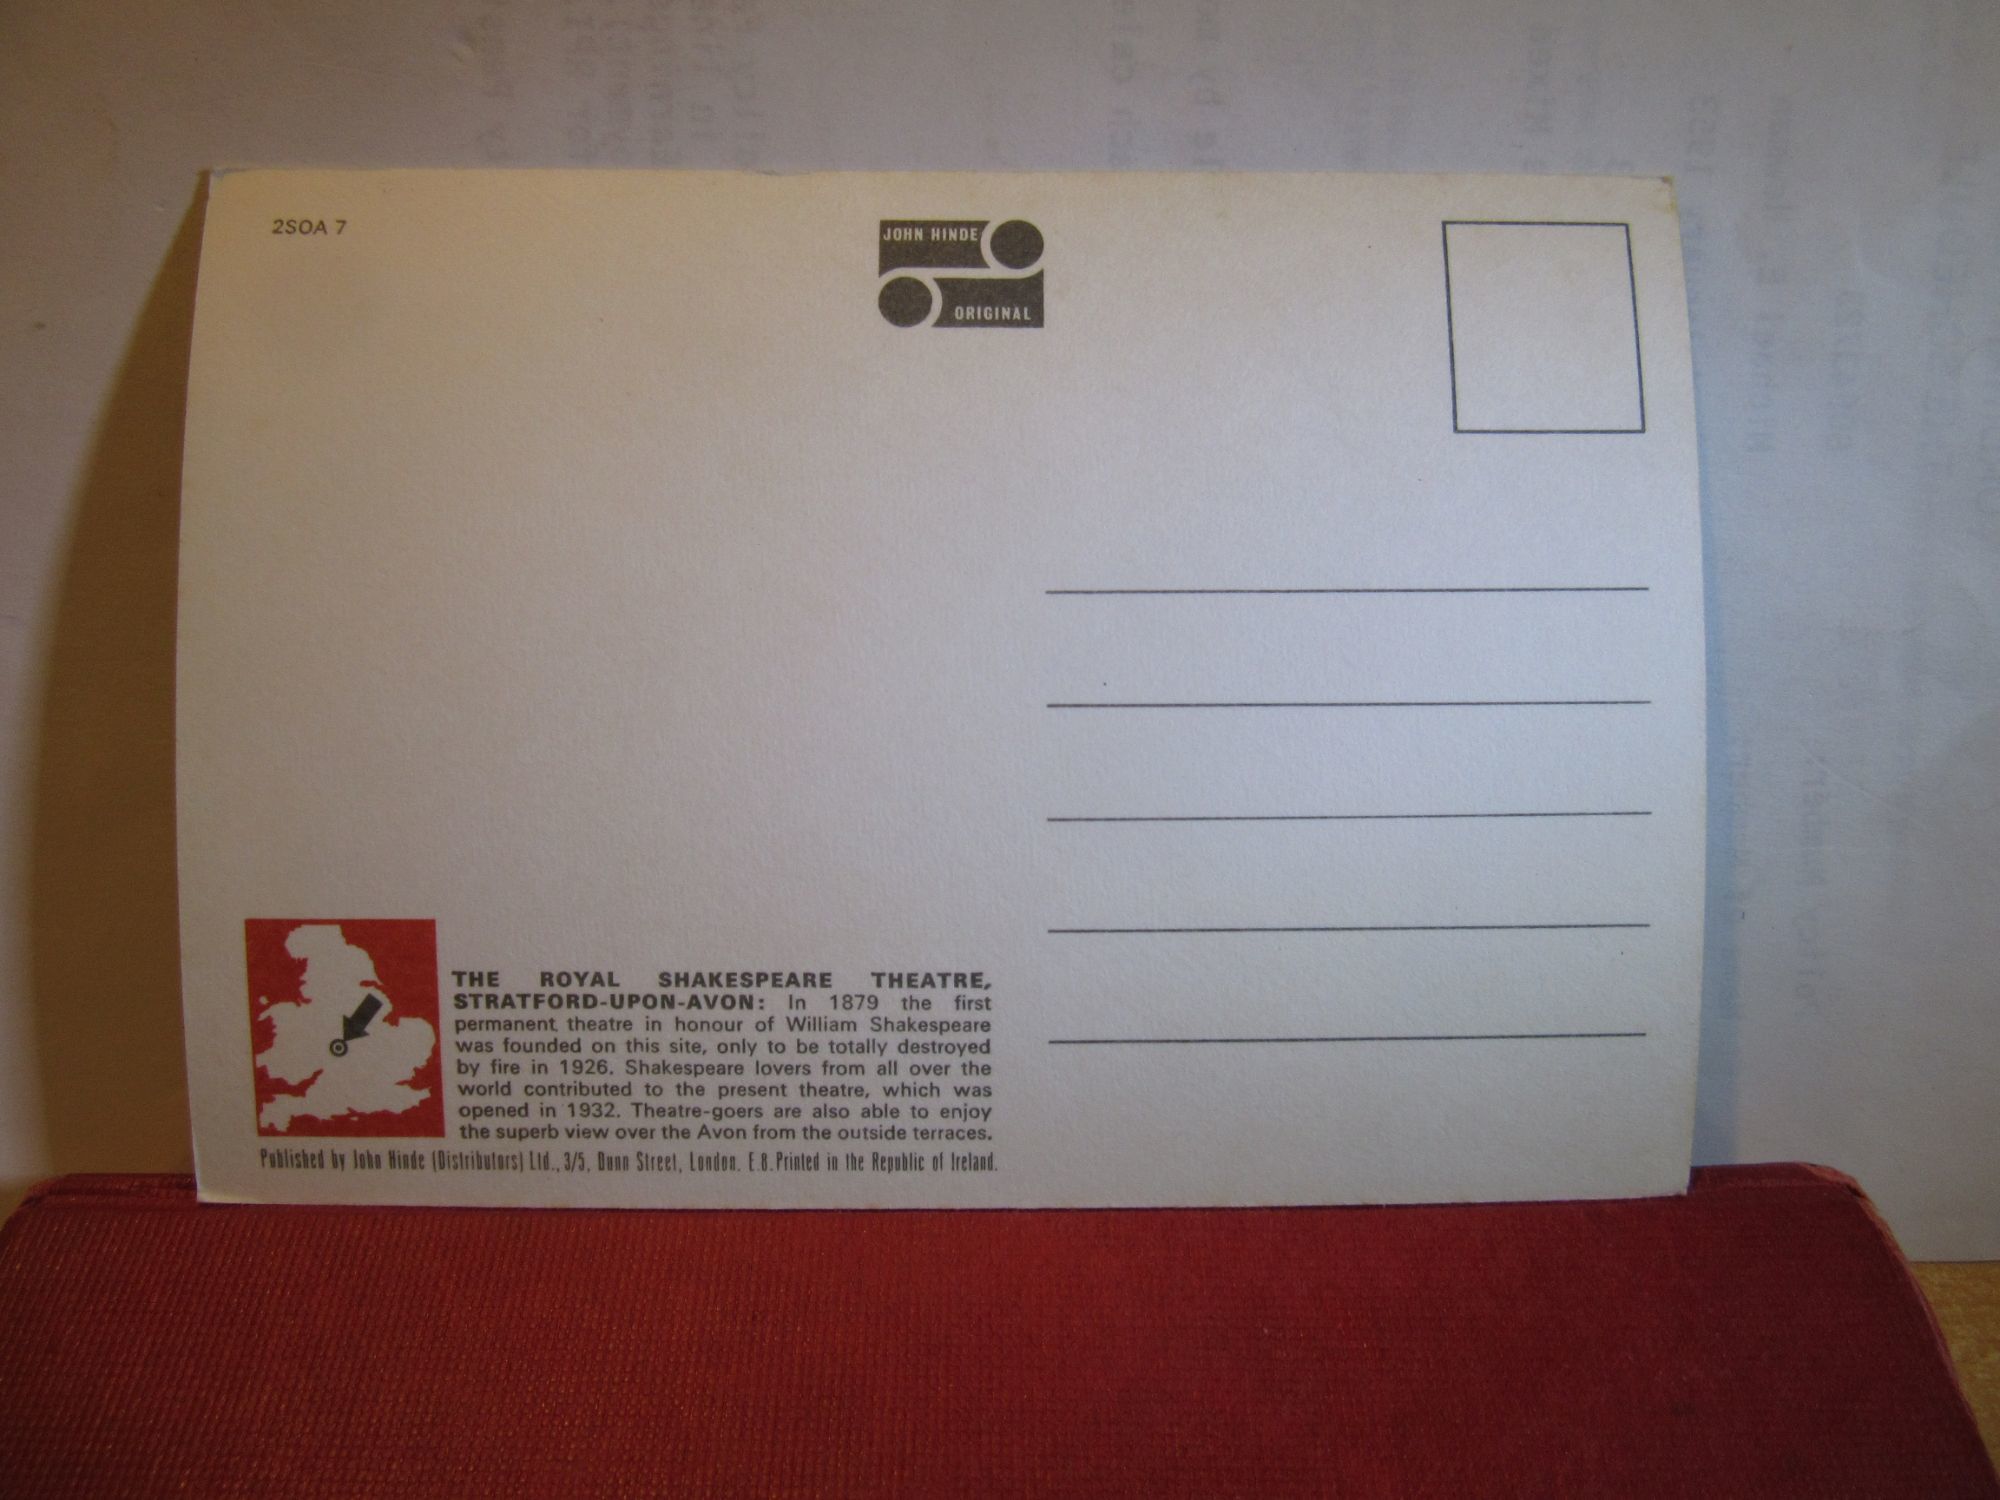 2SOA 7
JOHN HINDE
ORIGINAL
THE ROYAL SHAKESPEARE THEATRE,
STRATFORD-UPON-AVON: In 1879 the first
permanent theatre in honour of William Shakespeare
was founded on this site, only to be totally destroyed
by fire in 1926. Shakespeare lovers from all over the
world contributed to the present theatre, which was
opened in 1932. Theatre-goers are also able to enjoy
the superb view over the Avon from the outside terraces.
Published by John Hinde (Distributors) Ltd., 3/5, Dunn Street, London. E.8. Printed in the Republic of Ireland.